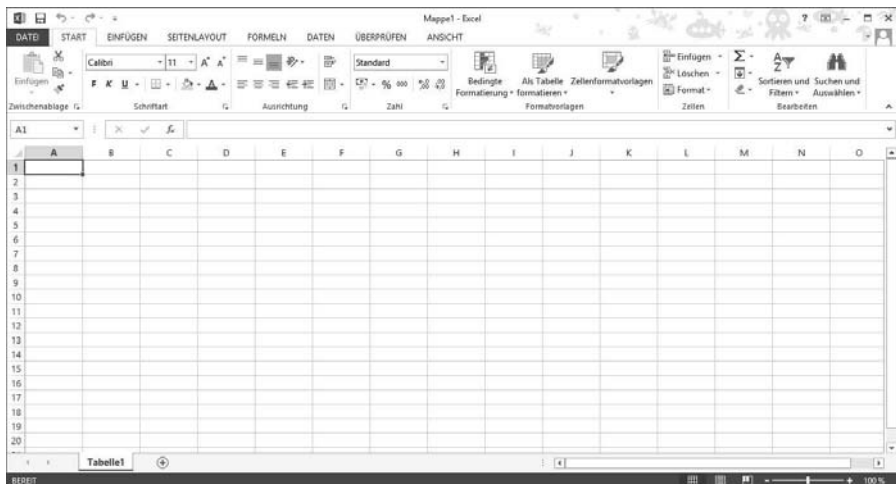 Mappe1 - Excel
DATEI START EINFÜGEN SEITENLAYOUT FORMELN DATEN ÜBERPRÜFEN ANSICHT
Einfügen
Calibri 11
F K U
Standard
% 000
Bedingte Formatierung
Als Tabelle formatieren
Zellenformatvorlagen
Einfügen
Löschen
Format
Sortieren und Filtern
Suchen und Auswählen
Zwischenablage Schriftart Ausrichtung Zahl Formatvorlagen Zellen Bearbeiten
A1 fx
A B C D E F G H I J K L M N O
1
2
3
4
5
6
7
8
9
10
11
12
13
14
15
16
17
18
19
20
Tabelle1
BEREIT 100 %